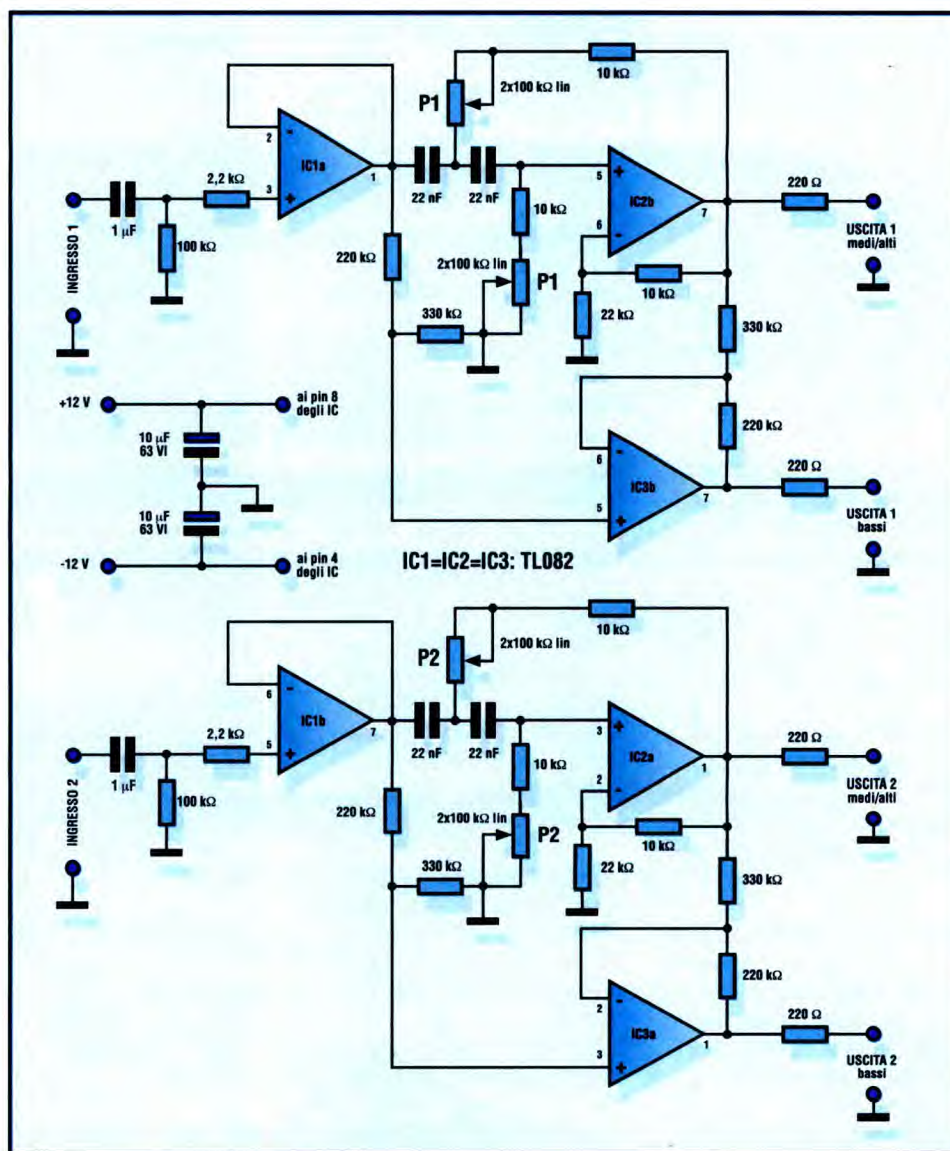 10 kΩ
2x100 kΩ lin
P1
2
IC1a
3
1
2,2 kΩ
1 µF
100 kΩ
INGRESSO 1
22 nF
22 nF
5
IC2b
6
7
220 Ω
USCITA 1
medi/alti
10 kΩ
220 kΩ
2x100 kΩ lin
P1
10 kΩ
330 kΩ
22 kΩ
330 kΩ
+12 V
ai pin 8
degli IC
10 µF
63 Vl
10 µF
63 Vl
-12 V
ai pin 4
degli IC
220 kΩ
6
IC3b
7
5
220 Ω
USCITA 1
bassi
IC1=IC2=IC3: TL082
10 kΩ
2x100 kΩ lin
P2
6
IC1b
5
7
2,2 kΩ
1 µF
100 kΩ
INGRESSO 2
22 nF
22 nF
3
IC2a
2
1
220 Ω
USCITA 2
medi/alti
10 kΩ
220 kΩ
2x100 kΩ lin
P2
10 kΩ
330 kΩ
22 kΩ
330 kΩ
220 kΩ
2
IC3a
3
1
220 Ω
USCITA 2
bassi